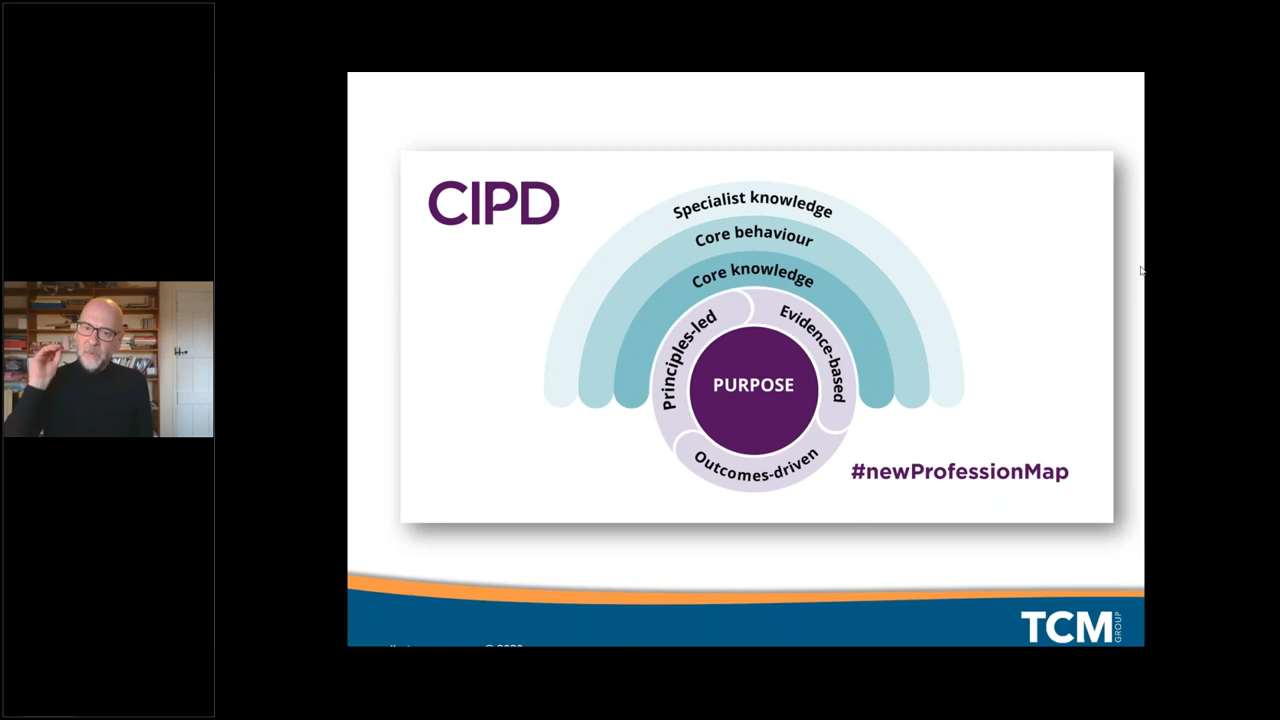 CIPD
Specialist knowledge
Core behaviour
Core knowledge
Principles-led
Evidence-based
PURPOSE
Outcomes-driven
#newProfessionMap
TCM GROUP